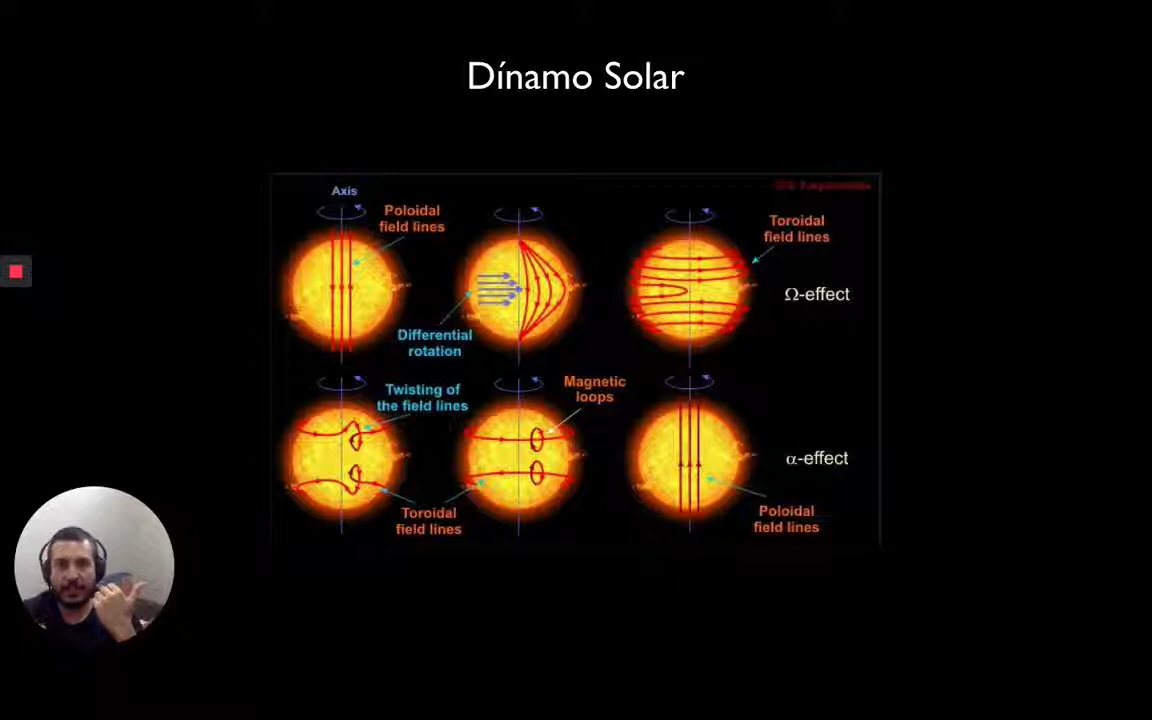 Dínamo Solar
Axis
Poloidal
field lines
Toroidal
field lines
Ω-effect
Differential
rotation
Twisting of
the field lines
Magnetic
loops
α-effect
Toroidal
field lines
Poloidal
field lines